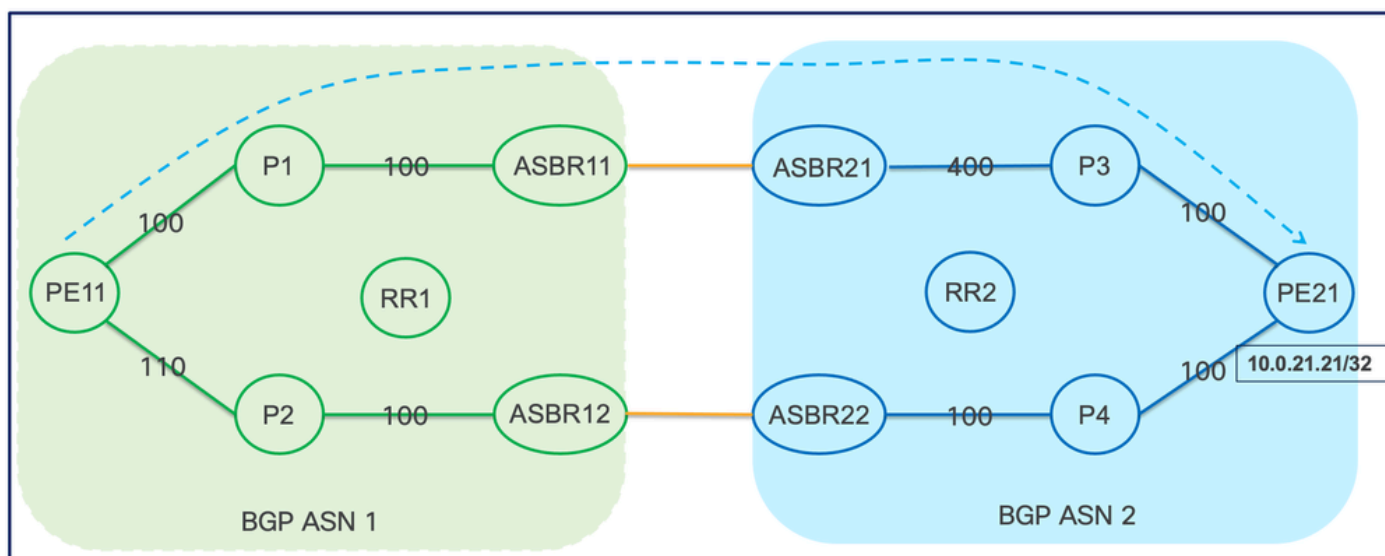 P1
100
ASBR11
ASBR21
400
P3
100
100
PE11
RR1
RR2
PE21
110
100
10.0.21.21/32
P2
100
ASBR12
ASBR22
100
P4
BGP ASN 1
BGP ASN 2